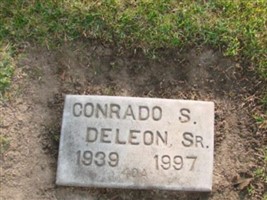 CONRADO S.
DELEON, SR.
1939 1997